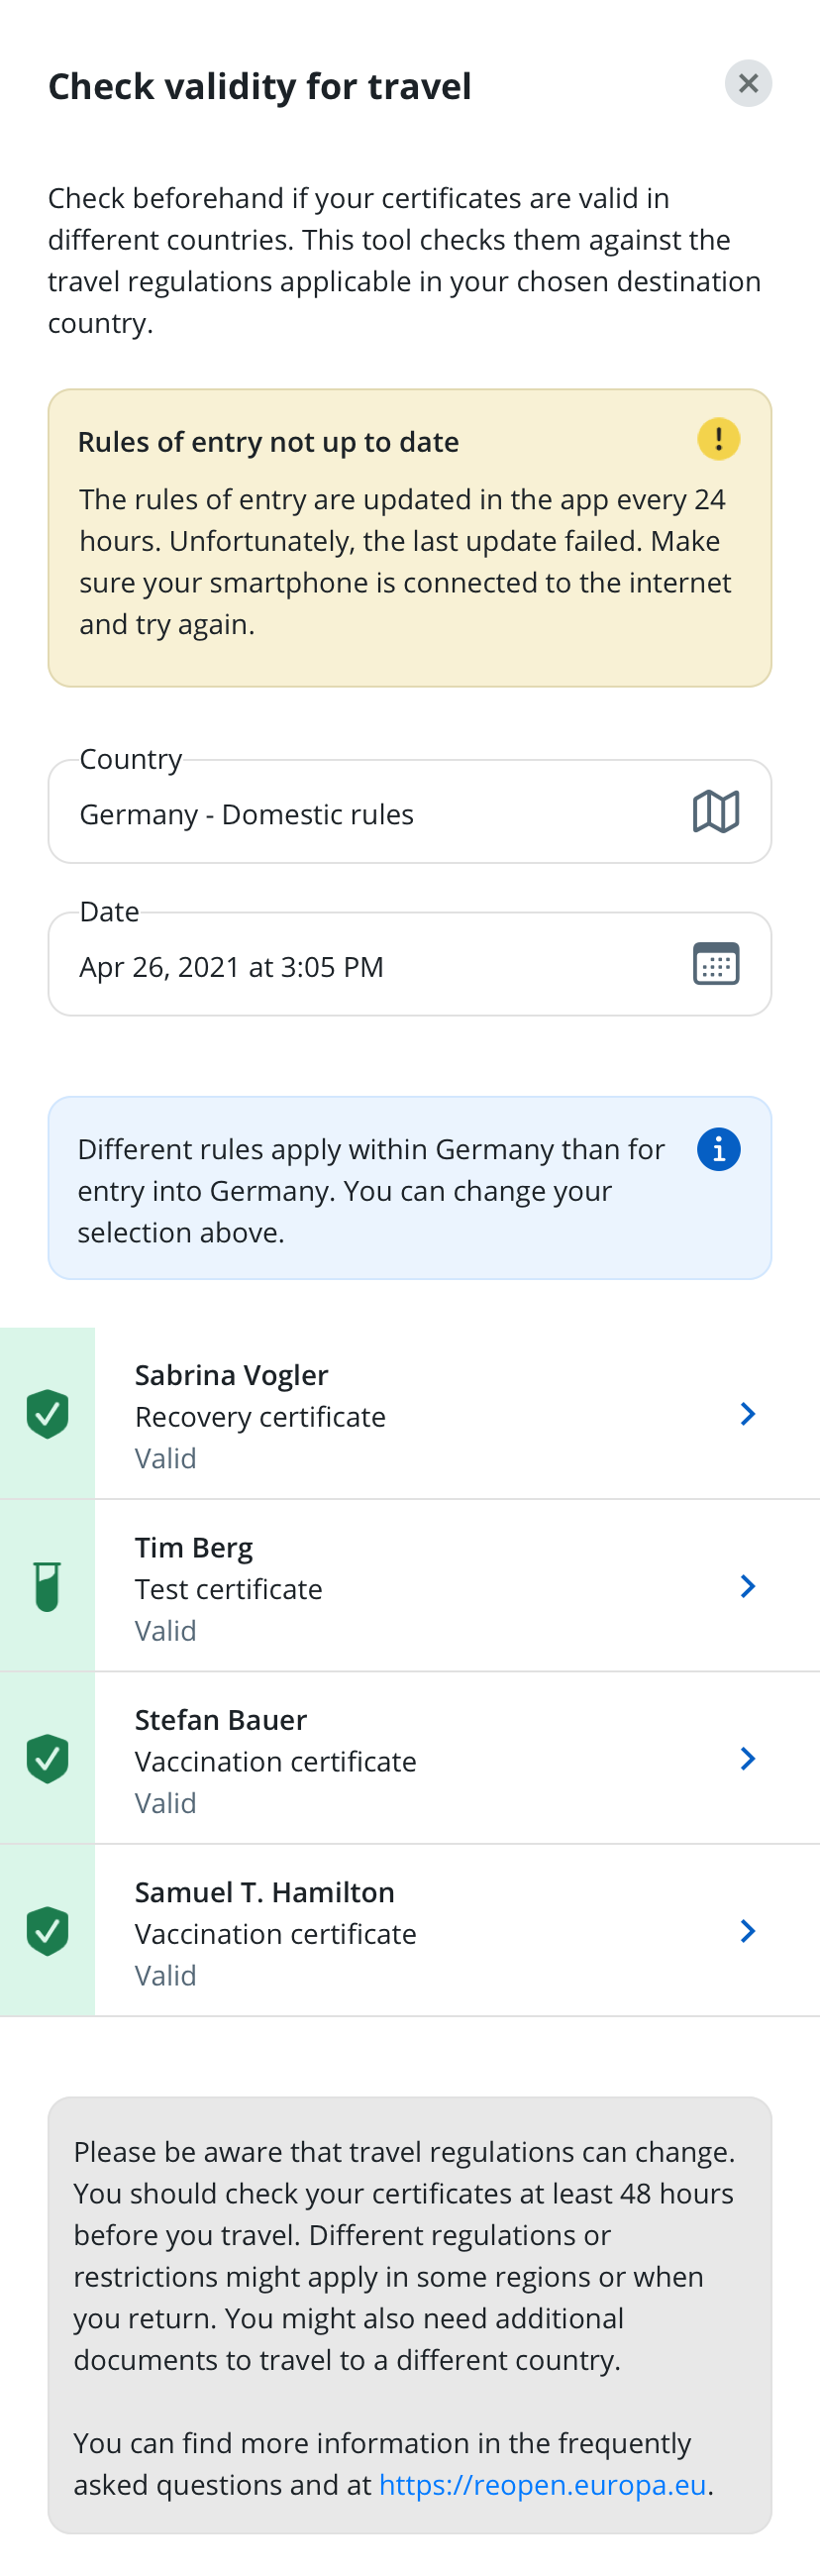 Check validity for travel
Check beforehand if your certificates are valid in
different countries. This tool checks them against the
travel regulations applicable in your chosen destination
country.
Rules of entry not up to date
The rules of entry are updated in the app every 24
hours. Unfortunately, the last update failed. Make
sure your smartphone is connected to the internet
and try again.
Country
Germany - Domestic rules
Date
Apr 26, 2021 at 3:05 PM
Different rules apply within Germany than for
entry into Germany. You can change your
selection above.
Sabrina Vogler
Recovery certificate
Valid
Tim Berg
Test certificate
Valid
Stefan Bauer
Vaccination certificate
Valid
Samuel T. Hamilton
Vaccination certificate
Valid
Please be aware that travel regulations can change.
You should check your certificates at least 48 hours
before you travel. Different regulations or
restrictions might apply in some regions or when
you return. You might also need additional
documents to travel to a different country.
You can find more information in the frequently
asked questions and at https://reopen.europa.eu.